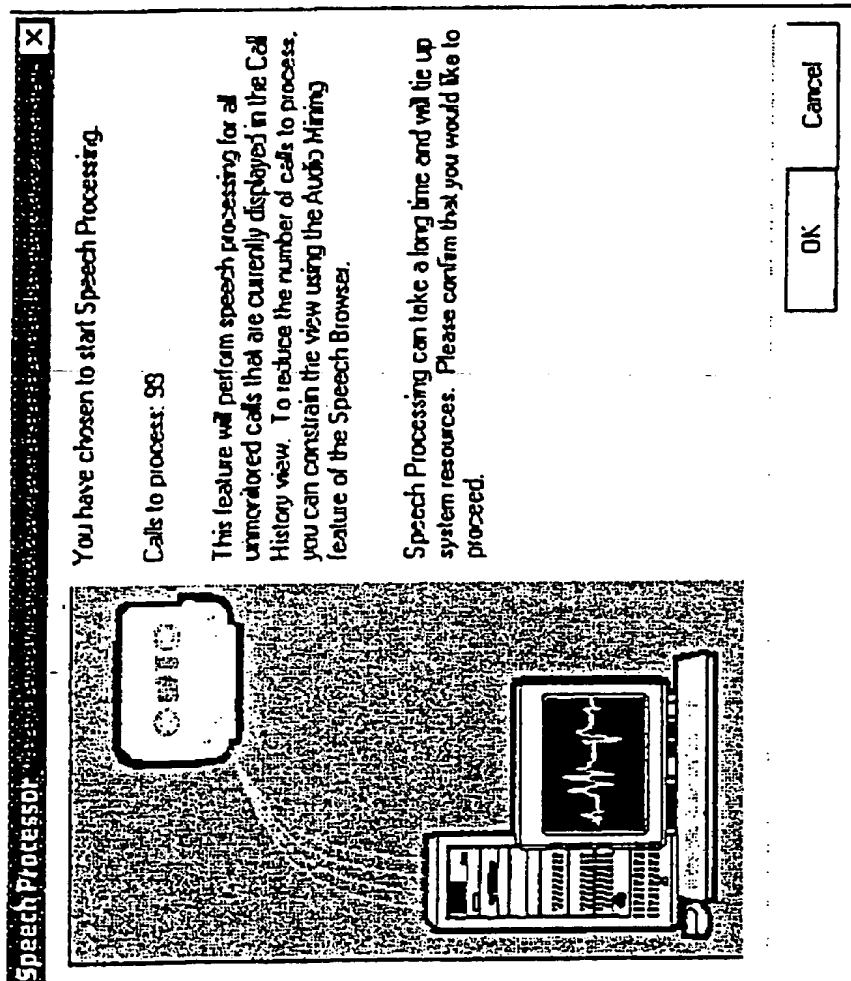 Speech Processor
You have chosen to start Speech Processing.
Calls to process: 99
This feature will perform speech processing for all
unmonitored calls that are currently displayed in the Call
History view. To reduce the number of calls to process,
you can constrain the view using the Audio Mining
feature of the Speech Browser.
Speech Processing can take a long time and will tie up
system resources. Please confirm that you would like to
proceed.
OK
Cancel